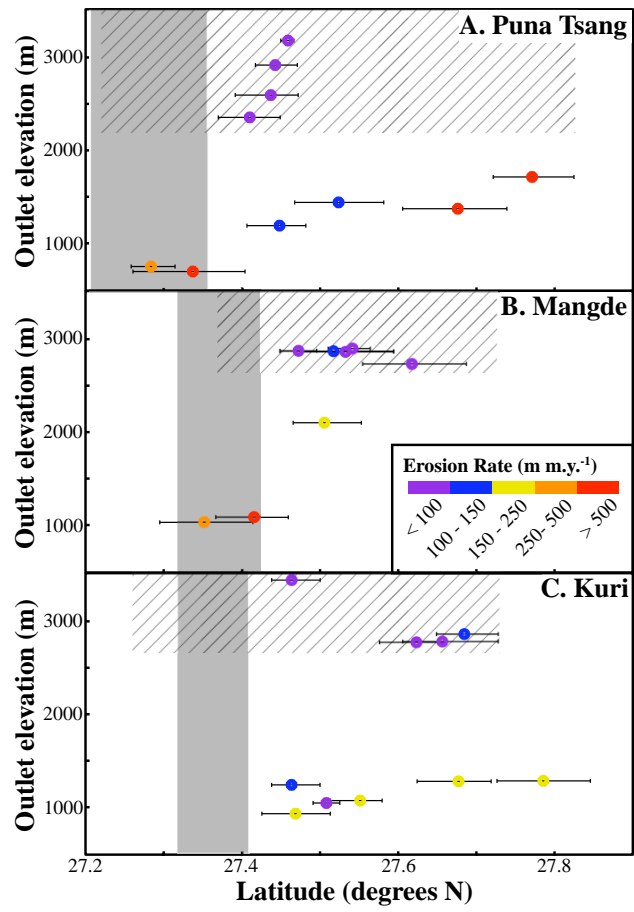 A. Puna Tsang
3000
2000
1000
Outlet elevation (m)
B. Mangde
3000
2000
1000
Outlet elevation (m)
Erosion Rate (m m.y.⁻¹)
< 100
100 - 150
150 - 250
250- 500
> 500
C. Kuri
3000
2000
1000
Outlet elevation (m)
27.2 27.4 27.6 27.8
Latitude (degrees N)